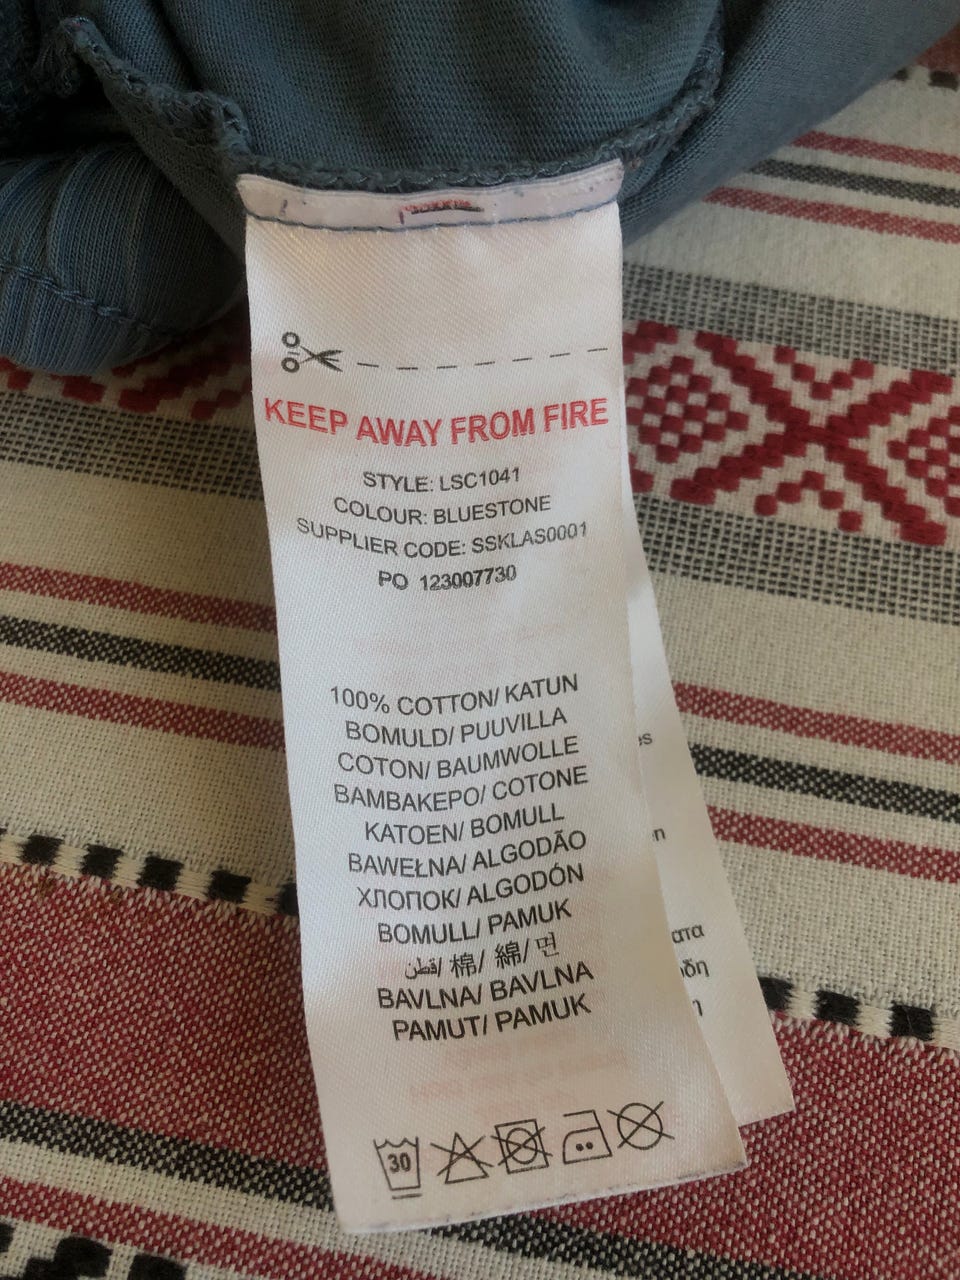 KEEP AWAY FROM FIRE
STYLE: LSC1041
COLOUR: BLUESTONE
SUPPLIER CODE: SSKLAS0001
PO 123007730
100% COTTON/ KATUN
BOMULD/ PUUVILLA
COTON/ BAUMWOLLE
BAMBAKEPO/ COTONE
KATOEN/ BOMULL
BAWEŁNA/ ALGODÃO
ХЛОПОК/ ALGODÓN
BOMULL/ PAMUK
قطن/ 棉/ 綿/ 면
BAVLNA/ BAVLNA
PAMUT/ PAMUK
30